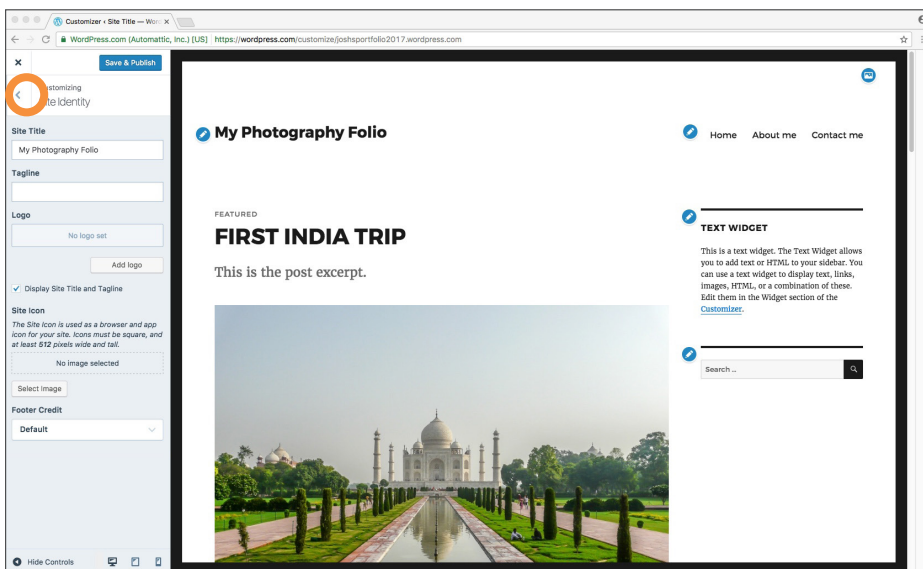 Customizer ‹ Site Title — Word
WordPress.com (Automattic, Inc.) [US] https://wordpress.com/customize/joshsportfolio2017.wordpress.com
Save & Publish
Site Identity
Site Title
My Photography Folio
Tagline
Logo
No logo set
Add logo
Display Site Title and Tagline
Site Icon
The Site Icon is used as a browser and app
icon for your site. Icons must be square, and
at least 512 pixels wide and tall.
No image selected
Select Image
Footer Credit
Default
Hide Controls
My Photography Folio
Home About me Contact me
FEATURED
FIRST INDIA TRIP
This is the post excerpt.
TEXT WIDGET
This is a text widget. The Text Widget allows
you to add text or HTML to your sidebar. You
can use a text widget to display text, links,
images, HTML, or a combination of these.
Edit them in the Widget section of the
Customizer.
Search …